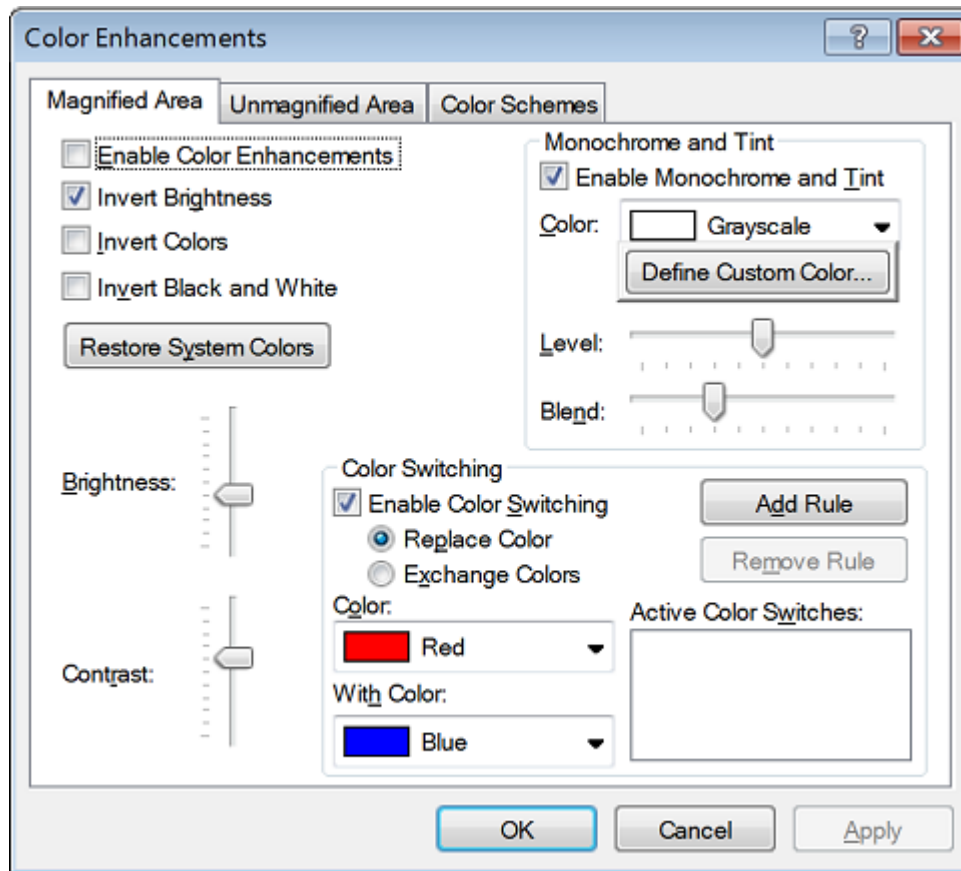 Color Enhancements
Magnified Area
Unmagnified Area
Color Schemes
Enable Color Enhancements
Invert Brightness
Invert Colors
Invert Black and White
Restore System Colors
Brightness:
Contrast:
Monochrome and Tint
Enable Monochrome and Tint
Color:
Grayscale
Define Custom Color...
Level:
Blend:
Color Switching
Enable Color Switching
Replace Color
Exchange Colors
Color:
Red
With Color:
Blue
Add Rule
Remove Rule
Active Color Switches:
OK
Cancel
Apply